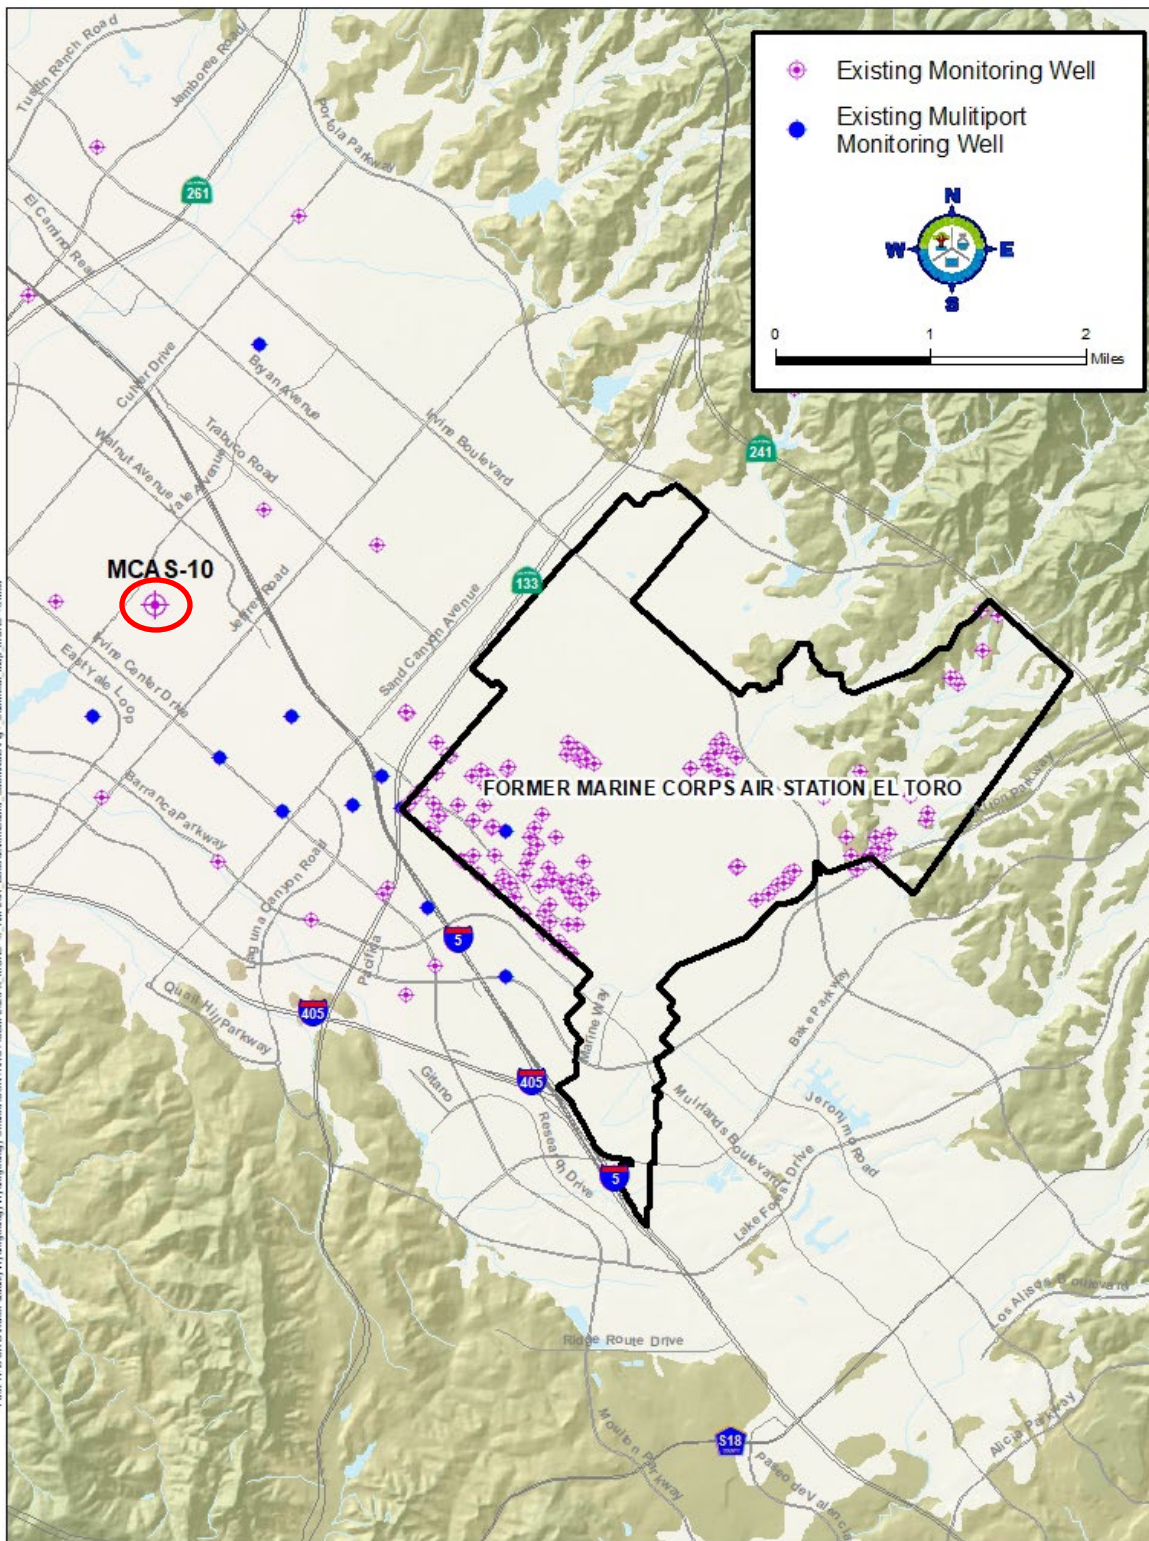 Existing Monitoring Well
Existing Mulitiport
Monitoring Well
N
W
E
S
0
1
2
Miles
Tustin Ranch Road
Jamboree Road
Portola Parkway
261
El Camino Real
Culver Drive
Bryan Avenue
Irvine Boulevard
Trabuco Road
Walnut Avenue
Yale Avenue
241
MCAS-10
133
Jeffrey Road
Sand Canyon Avenue
Irvine Center Drive
East Yale Loop
Barranca Parkway
FORMER MARINE CORPS AIR STATION EL TORO
Laguna Canyon Road
Pacifica
5
Quail Hill Parkway
405
Marine Way
Bake Parkway
Gitano
405
Research Drive
Muirlands Boulevard
Jeronimo Road
5
Lake Forest Drive
Los Alisos Boulevard
Ridge Route Drive
Moulton Parkway
S18
Paseo de Valencia
Alicia Parkway